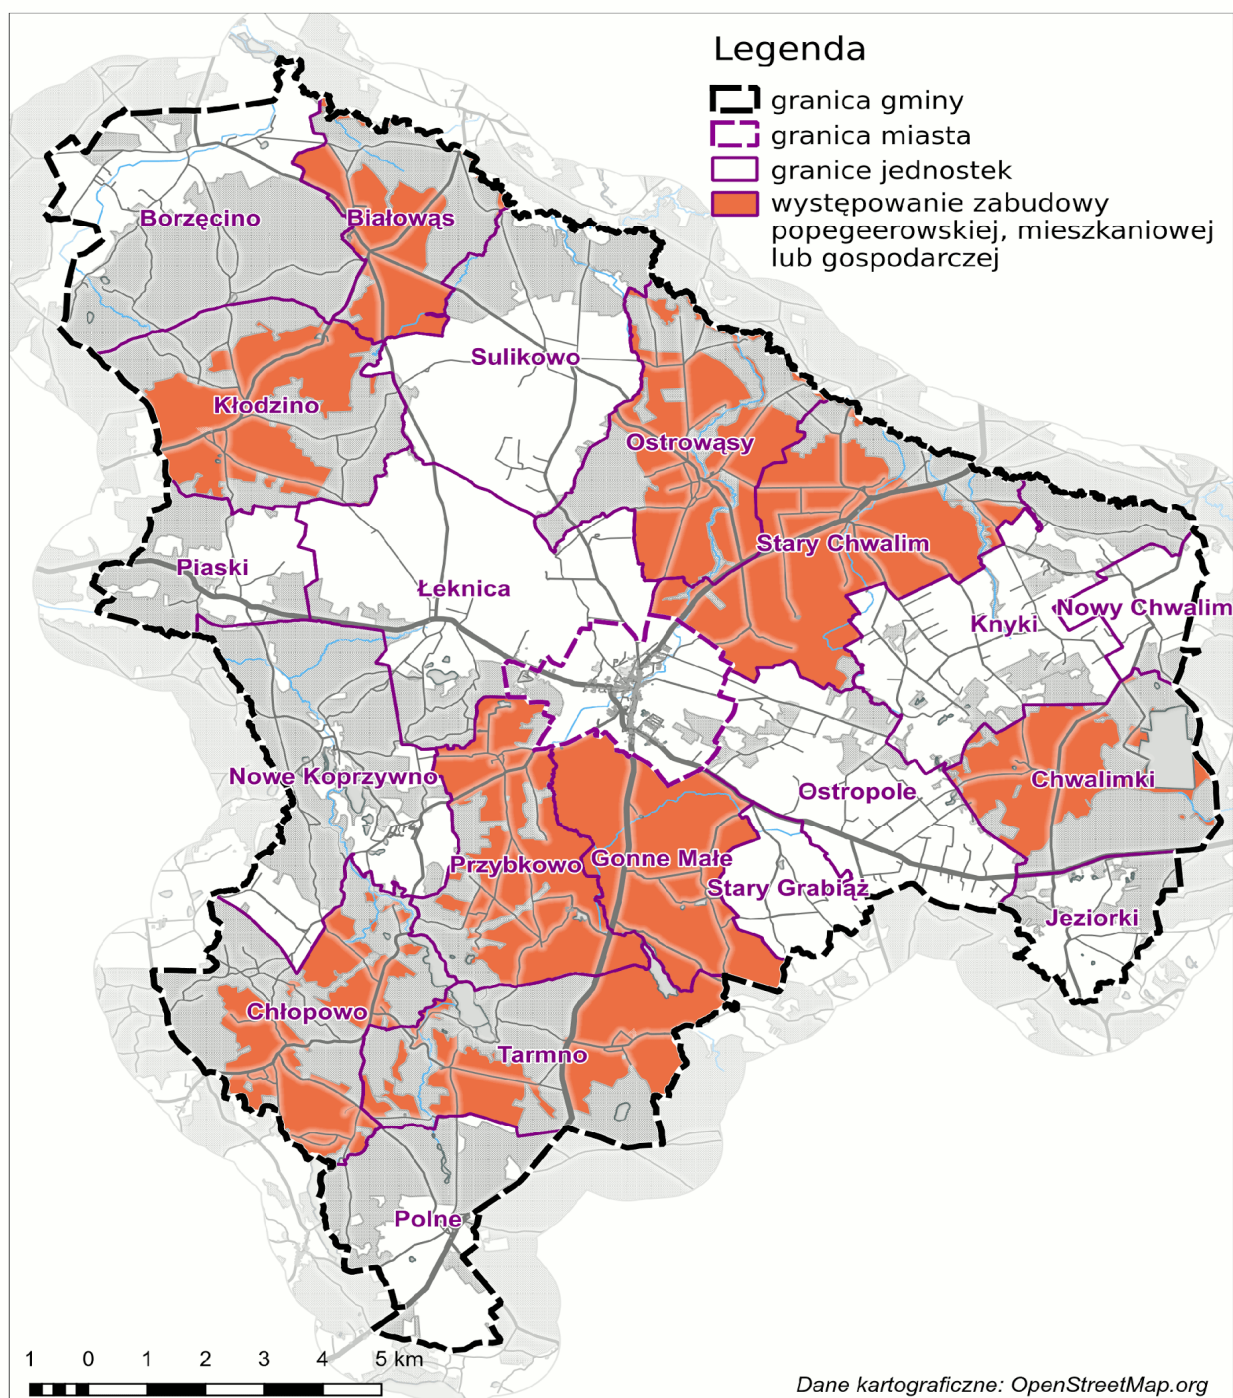 Legenda
granica gminy
granica miasta
granice jednostek
występowanie zabudowy
popegeerowskiej, mieszkaniowej
lub gospodarczej
Borzęcino
Białowąs
Sulikowo
Kłodzino
Ostrowąsy
Stary Chwalim
Piaski
Łeknica
Knyki
Nowy Chwalim
Nowe Koprzywno
Ostropole
Chwalimki
Przybkowo
Gonne Małe
Stary Grabiąż
Jeziorki
Chłopowo
Tarmno
Polne
1 0 1 2 3 4 5 km
Dane kartograficzne: OpenStreetMap.org